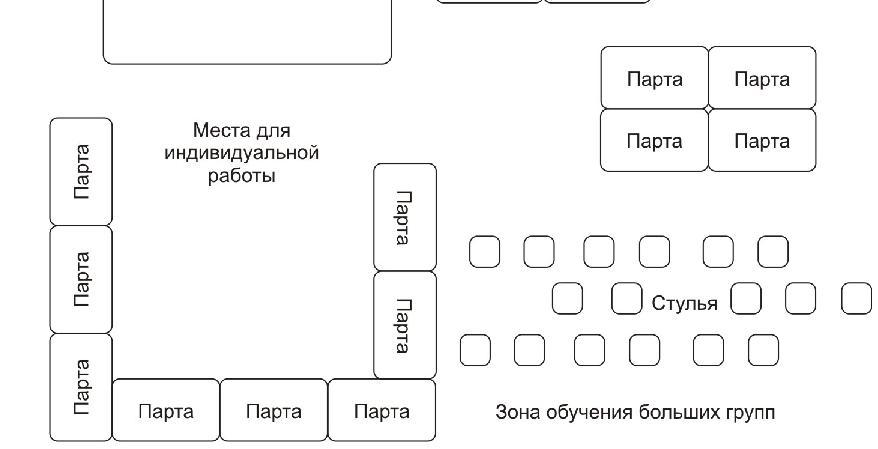 Парта Парта
Парта Парта
Места для
индивидуальной
работы
Парта
Парта
Парта
Парта
Парта
Стулья
Парта Парта Парта
Зона обучения больших групп